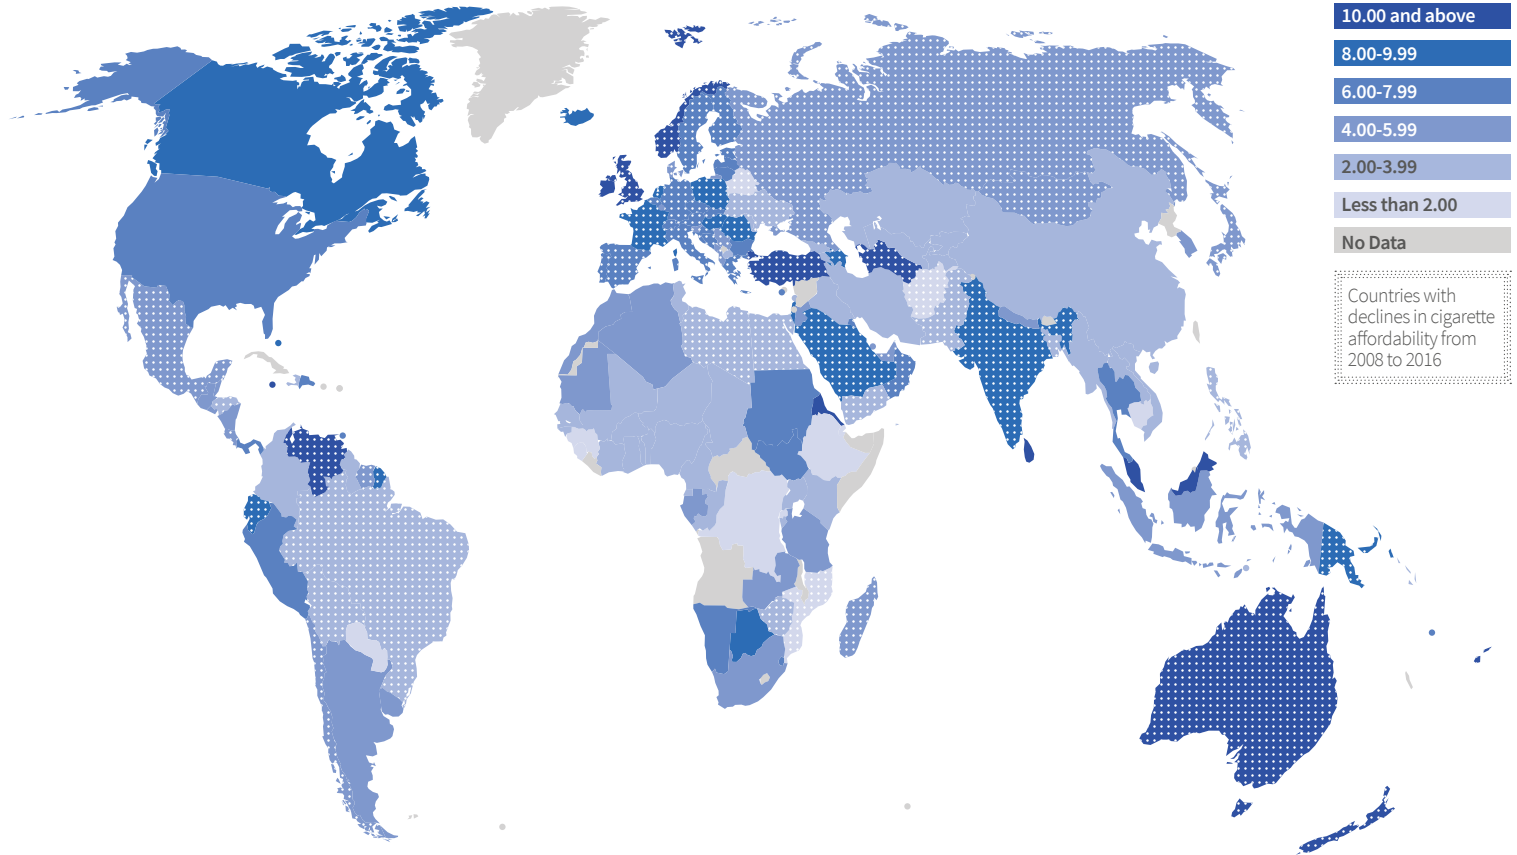 10.00 and above
8.00-9.99
6.00-7.99
4.00-5.99
2.00-3.99
Less than 2.00
No Data
Countries with
declines in cigarette
affordability from
2008 to 2016